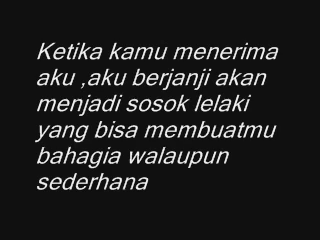 Ketika kamu menerima
aku ,aku berjanji akan
menjadi sosok lelaki
yang bisa membuatmu
bahagia walaupun
sederhana